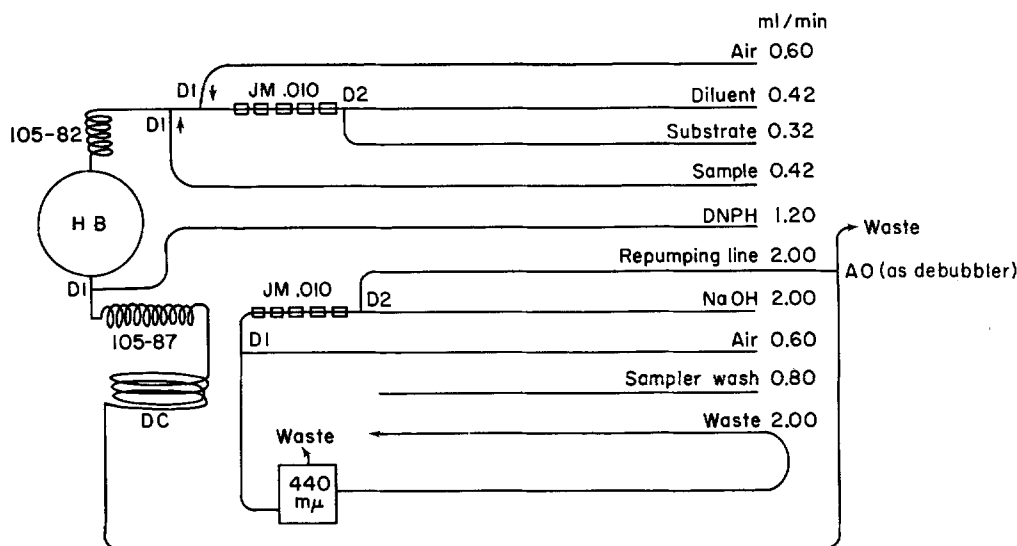 ml/min
Air 0.60
D1 JM .010 D2
Diluent 0.42
105-82 D1
Substrate 0.32
Sample 0.42
HB
DNPH 1.20
Waste
Repumping line 2.00
AO (as debubbler)
D1 JM .010 D2
NaOH 2.00
105-87
D1
Air 0.60
Sampler wash 0.80
DC
Waste 2.00
Waste
440
mμ